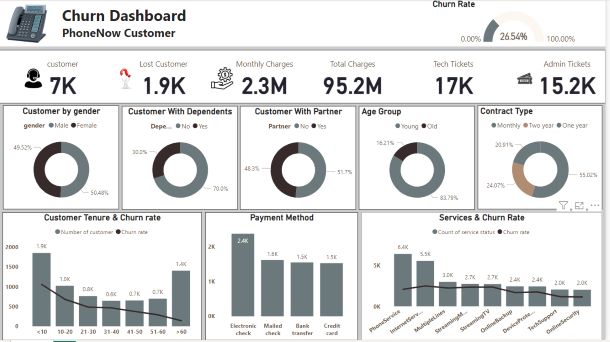 Churn Dashboard
PhoneNow Customer
Churn Rate
0.00% 26.54% 100.00%
customer
7K
Lost Customer
1.9K
Monthly Charges
2.3M
Total Charges
95.2M
Tech Tickets
17K
Admin Tickets
15.2K
Customer by gender
gender Male Female
49.52%
50.48%
Customer With Dependents
Depe... No Yes
30.0%
70.0%
Customer With Partner
Partner No Yes
48.3%
51.7%
Age Group
Young Old
16.21%
83.79%
Contract Type
Monthly Two year One year
20.91%
24.07%
55.02%
Customer Tenure & Churn rate
Number of customer Churn rate
2000
1500
1000
500
0
1.9K 1.0K 0.8K 0.6K 0.7K 0.7K 1.4K
<10 10-20 21-30 31-40 41-50 51-60 >60
Payment Method
2K
1K
0K
2.4K 1.6K 1.5K 1.5K
Electronic check
Mailed check
Bank transfer
Credit card
Services & Churn Rate
Count of service status Churn rate
5K
0K
6.4K 5.5K 3.0K 2.7K 2.7K 2.4K 2.4K 2.0K 2.0K
PhoneService
InternetServ...
MultipleLines
StreamingM...
StreamingTV
OnlineBackup
DeviceProte...
TechSupport
OnlineSecurity